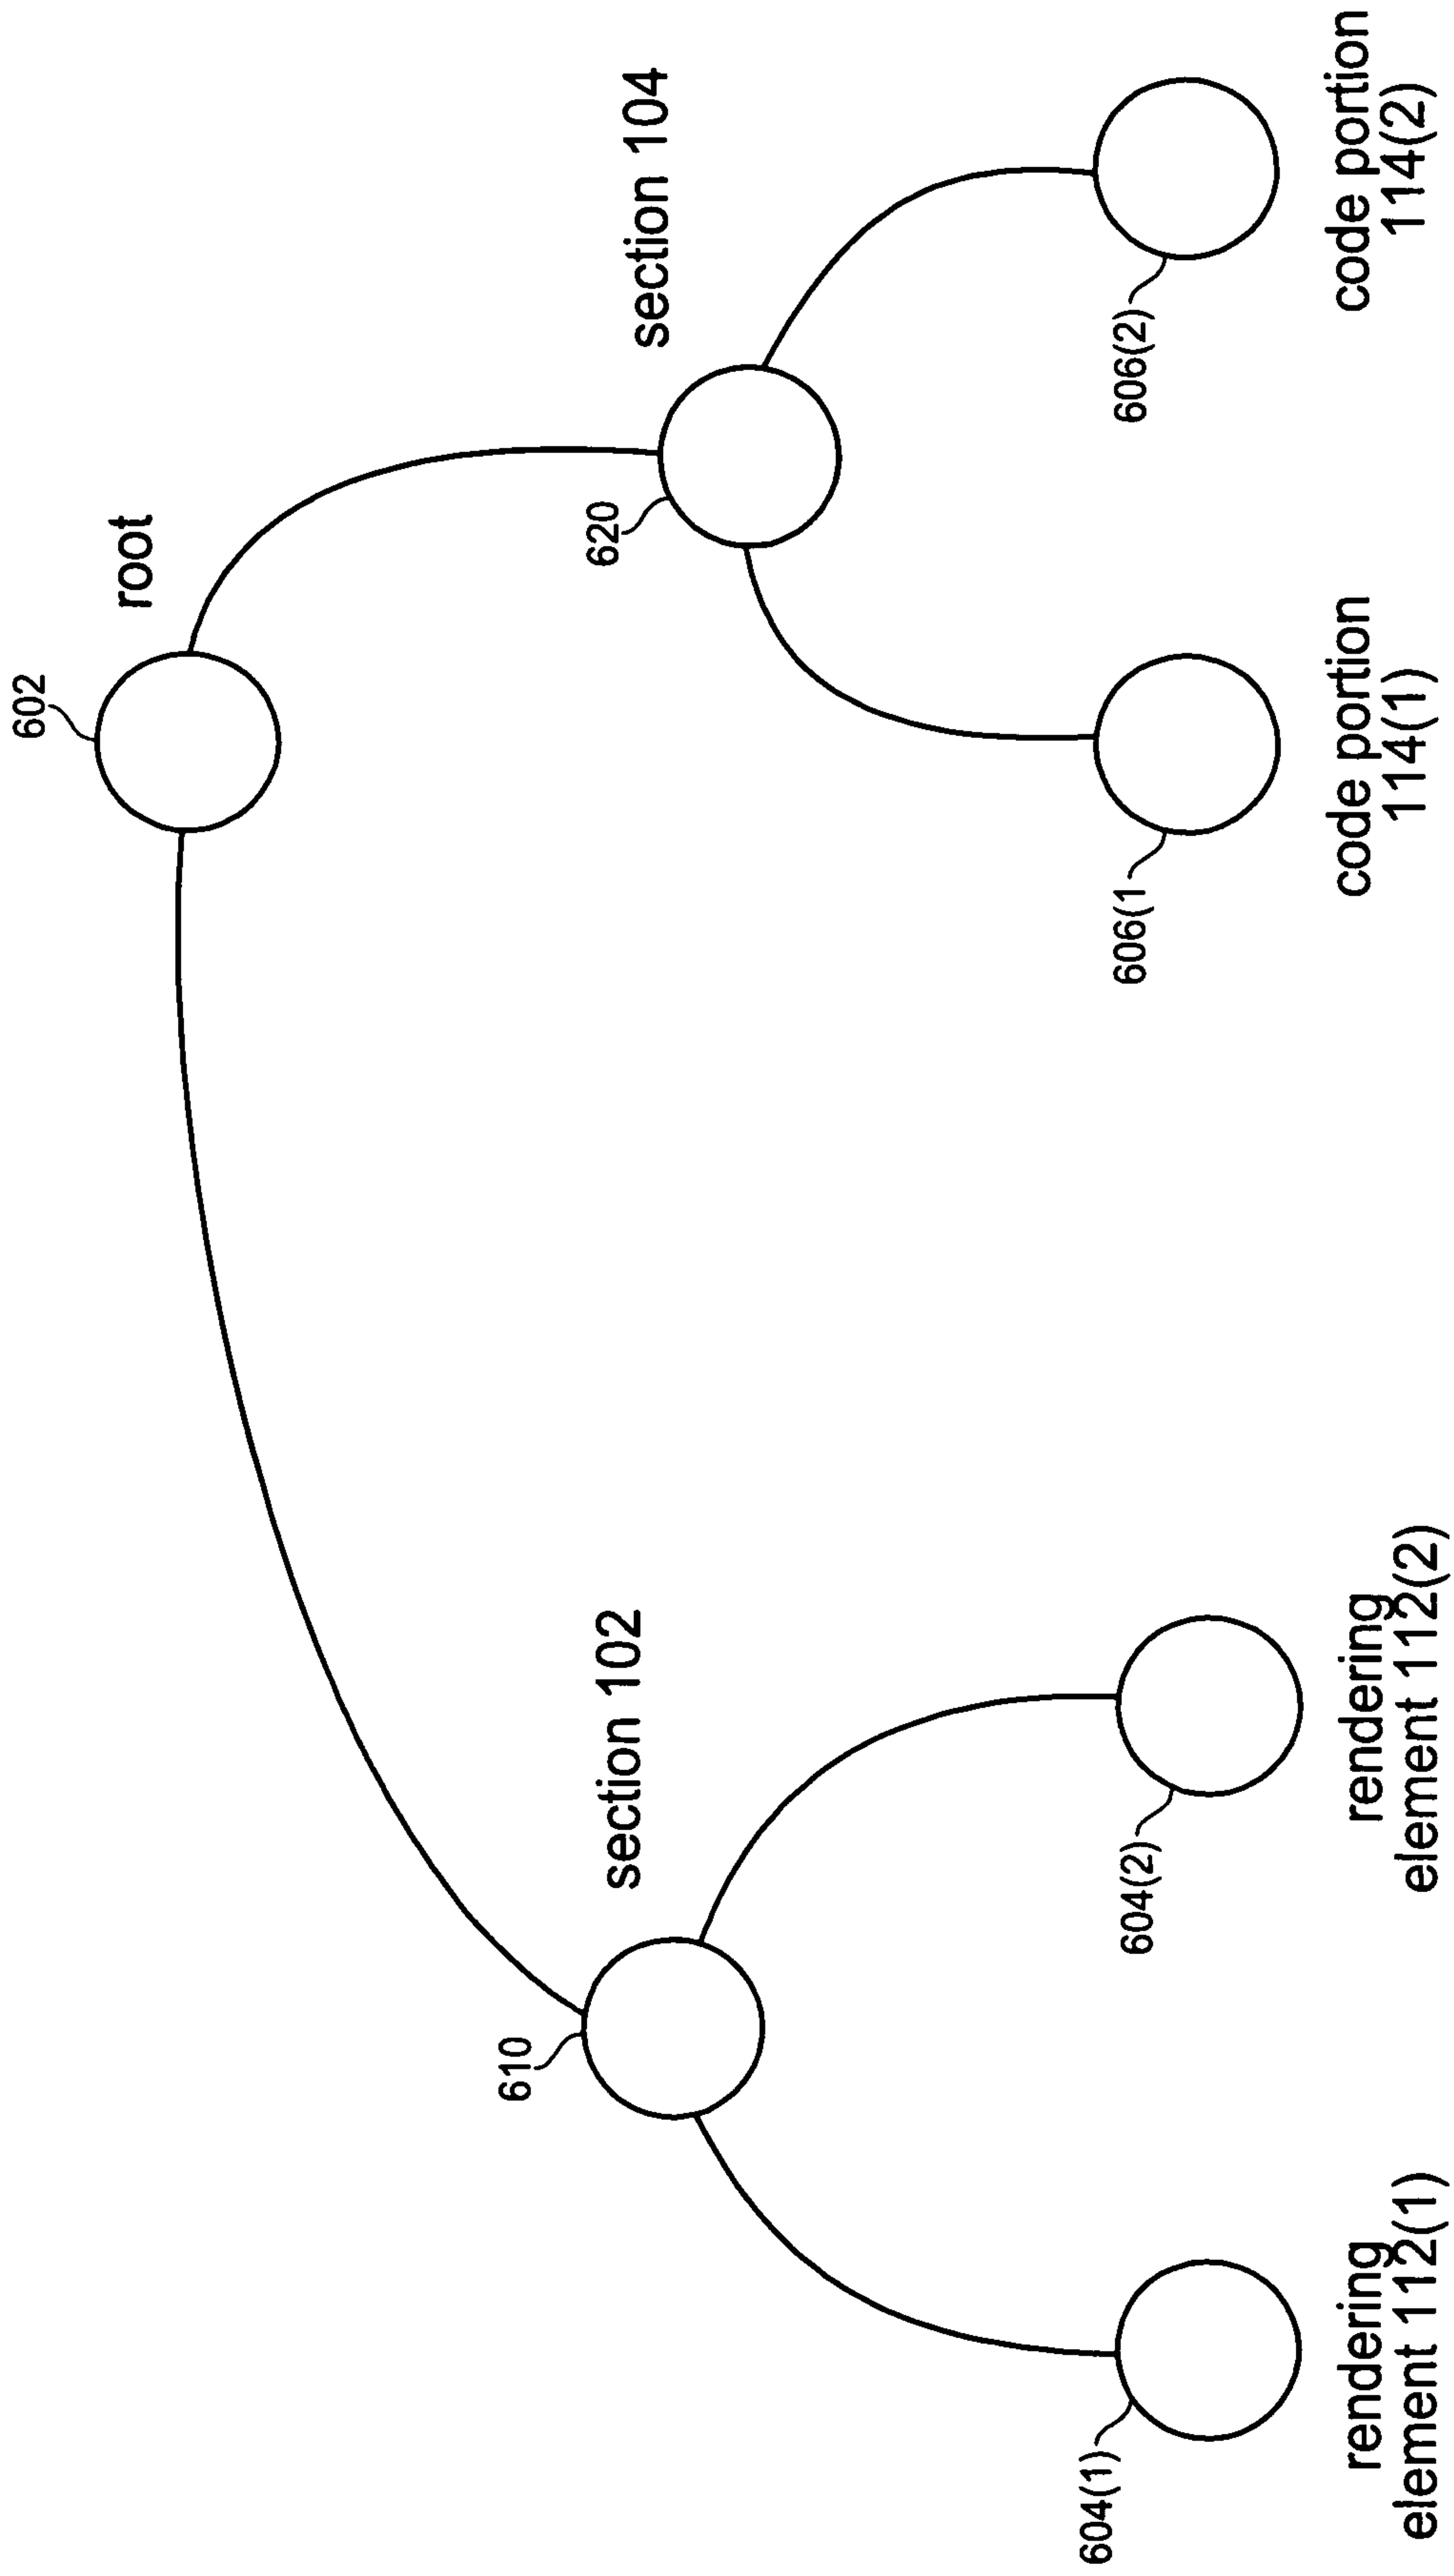 602
root
610
section 102
620
section 104
604(1)
604(2)
606(1
606(2)
rendering
element 112(1)
rendering
element 112(2)
code portion
114(1)
code portion
114(2)